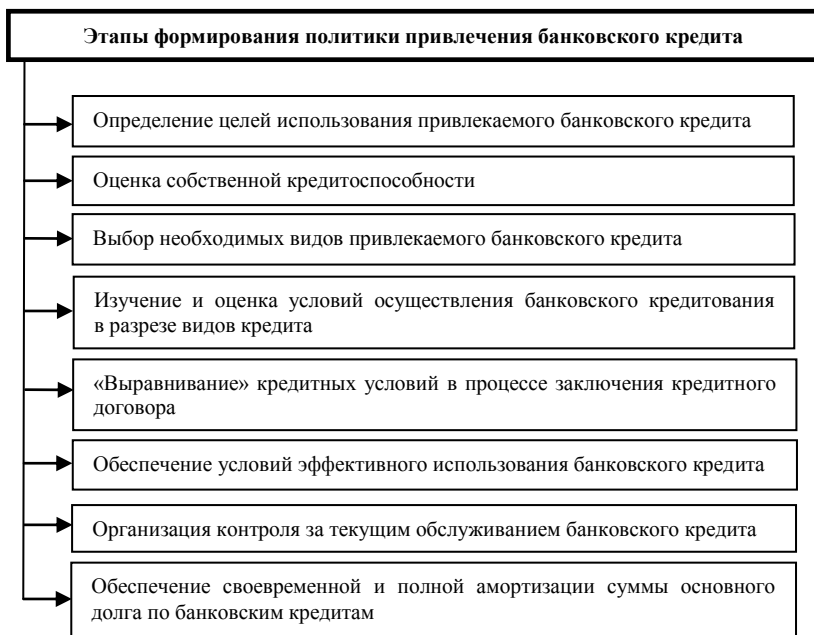 Этапы формирования политики привлечения банковского кредита
Определение целей использования привлекаемого банковского кредита
Оценка собственной кредитоспособности
Выбор необходимых видов привлекаемого банковского кредита
Изучение и оценка условий осуществления банковского кредитования
в разрезе видов кредита
«Выравнивание» кредитных условий в процессе заключения кредитного
договора
Обеспечение условий эффективного использования банковского кредита
Организация контроля за текущим обслуживанием банковского кредита
Обеспечение своевременной и полной амортизации суммы основного
долга по банковским кредитам